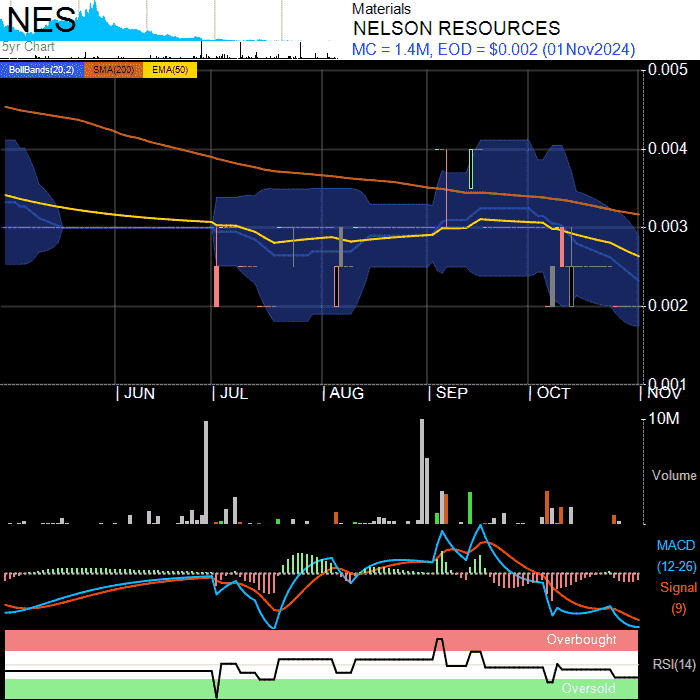 NES
5yr Chart
Materials
NELSON RESOURCES
MC = 1.4M, EOD = $0.002 (01Nov2024)
BollBands(20,2) SMA(200) EMA(50)
0.005
0.004
0.003
0.002
0.001
JUN JUL AUG SEP OCT NOV
10M
Volume
MACD
(12-26)
Signal
(9)
Overbought
RSI(14)
Oversold